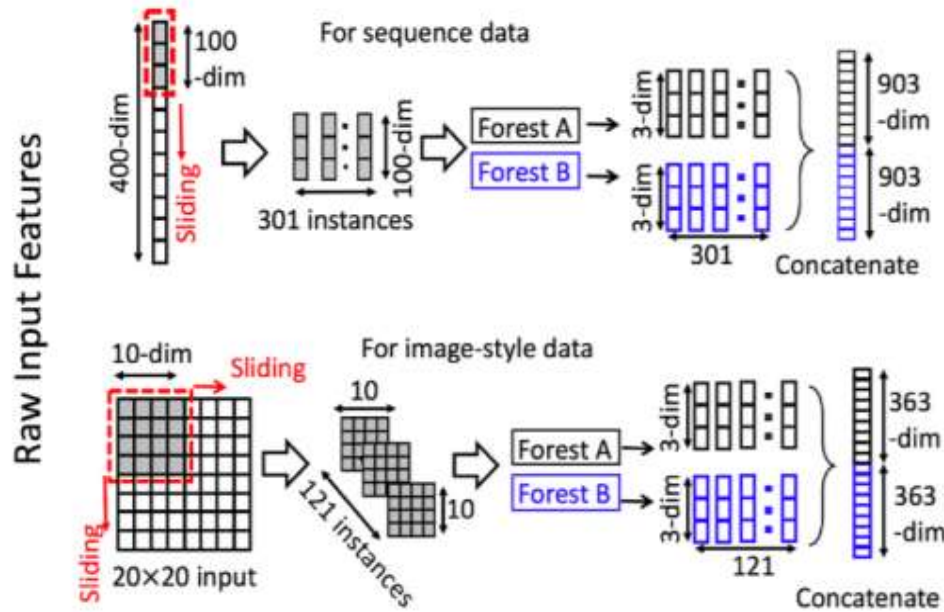 Raw Input Features
For sequence data
400-dim
100
-dim
Sliding
301 instances
100-dim
Forest A
Forest B
3-dim
3-dim
301
903
-dim
903
-dim
Concatenate
For image-style data
10-dim
Sliding
Sliding
20×20 input
10
10
121 instances
Forest A
Forest B
3-dim
3-dim
121
363
-dim
363
-dim
Concatenate